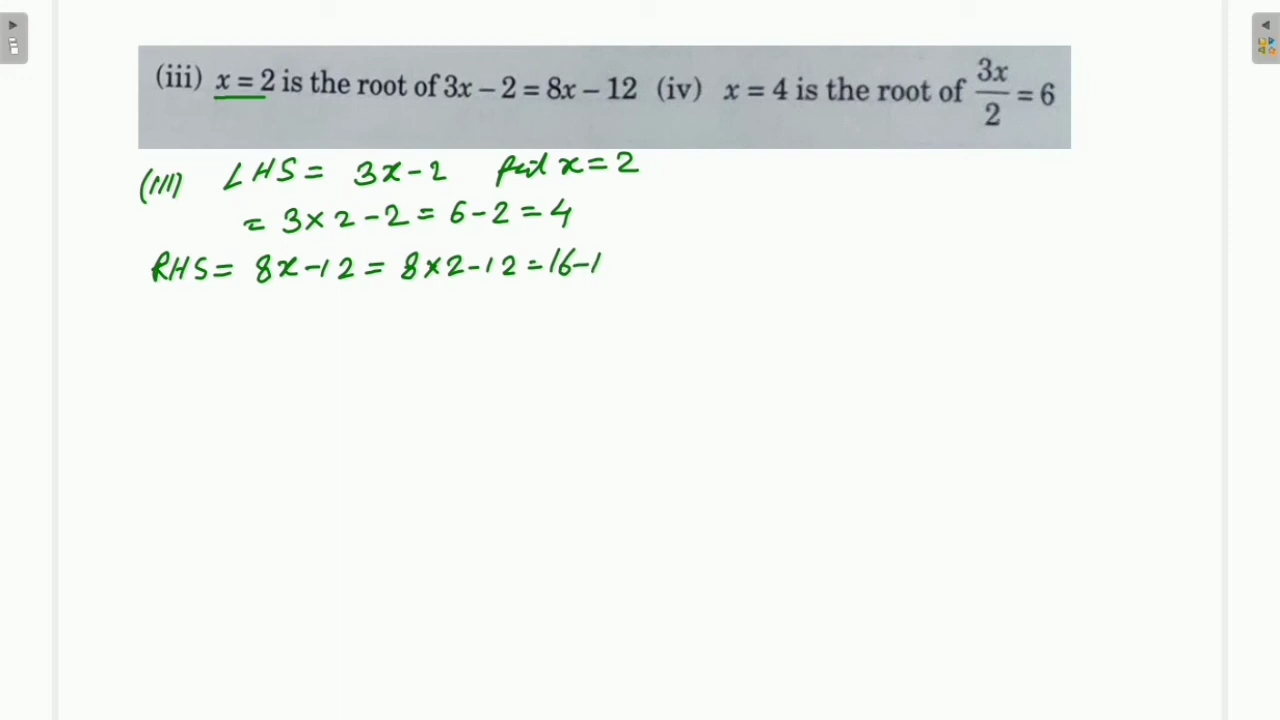 (iii) x = 2 is the root of 3x – 2 = 8x – 12 (iv) x = 4 is the root of 3x/2 = 6
(III) LHS = 3x - 2 put x = 2
= 3 × 2 - 2 = 6 - 2 = 4
RHS = 8x - 12 = 8 × 2 - 12 = 16 - 1